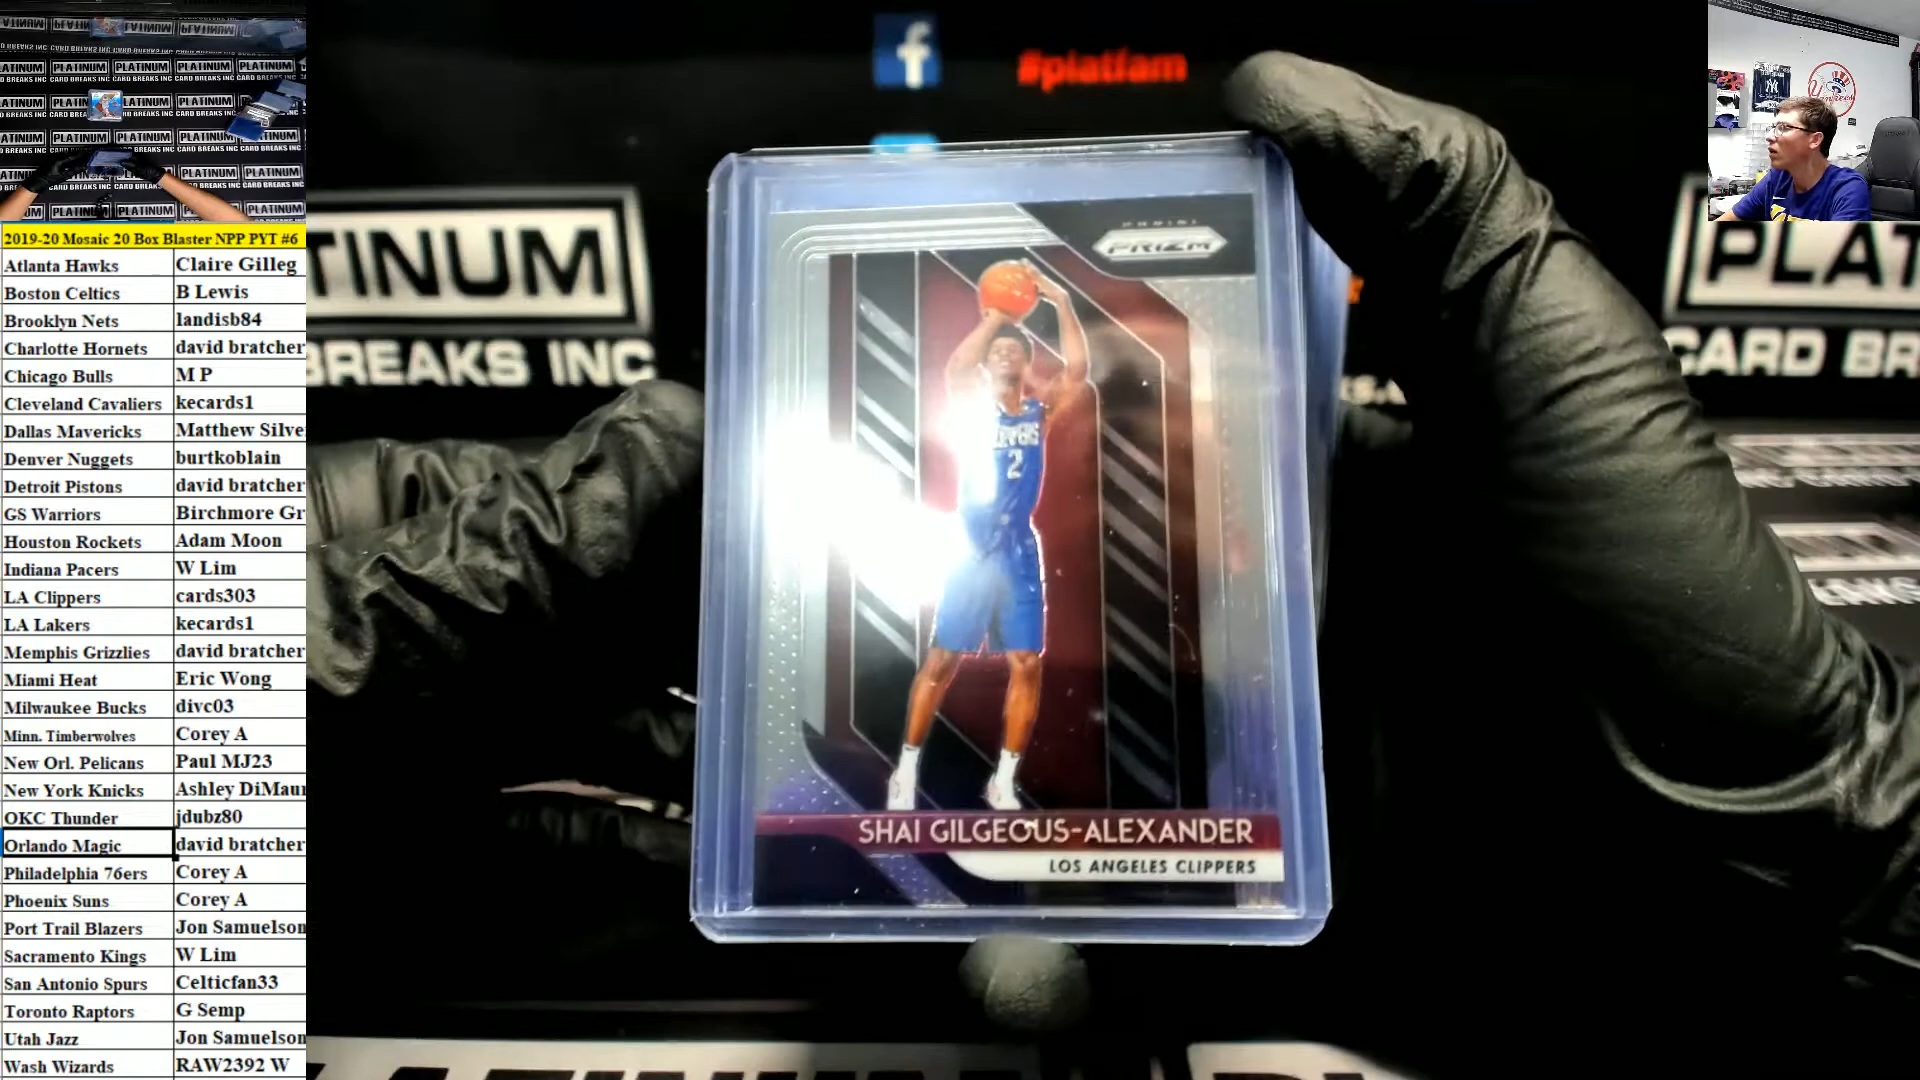 2019-20 Mosaic 20 Box Blaster NPP PYT #6
Atlanta Hawks Claire Gilleg
Boston Celtics B Lewis
Brooklyn Nets landisb84
Charlotte Hornets david bratcher
Chicago Bulls M P
Cleveland Cavaliers kecards1
Dallas Mavericks Matthew Silve
Denver Nuggets burtkoblain
Detroit Pistons david bratcher
GS Warriors Birchmore Gr
Houston Rockets Adam Moon
Indiana Pacers W Lim
LA Clippers cards303
LA Lakers kecards1
Memphis Grizzlies david bratcher
Miami Heat Eric Wong
Milwaukee Bucks divc03
Minn. Timberwolves Corey A
New Orl. Pelicans Paul MJ23
New York Knicks Ashley DiMau
OKC Thunder jdubz80
Orlando Magic david bratcher
Philadelphia 76ers Corey A
Phoenix Suns Corey A
Port Trail Blazers Jon Samuelson
Sacramento Kings W Lim
San Antonio Spurs Celticfan33
Toronto Raptors G Semp
Utah Jazz Jon Samuelson
Wash Wizards RAW2392 W
f
#platfam
PANINI
PRIZM
2
SHAI GILGEOUS-ALEXANDER
LOS ANGELES CLIPPERS
TINUM
BREAKS INC
PLAT
CARD BR
PLATINUM